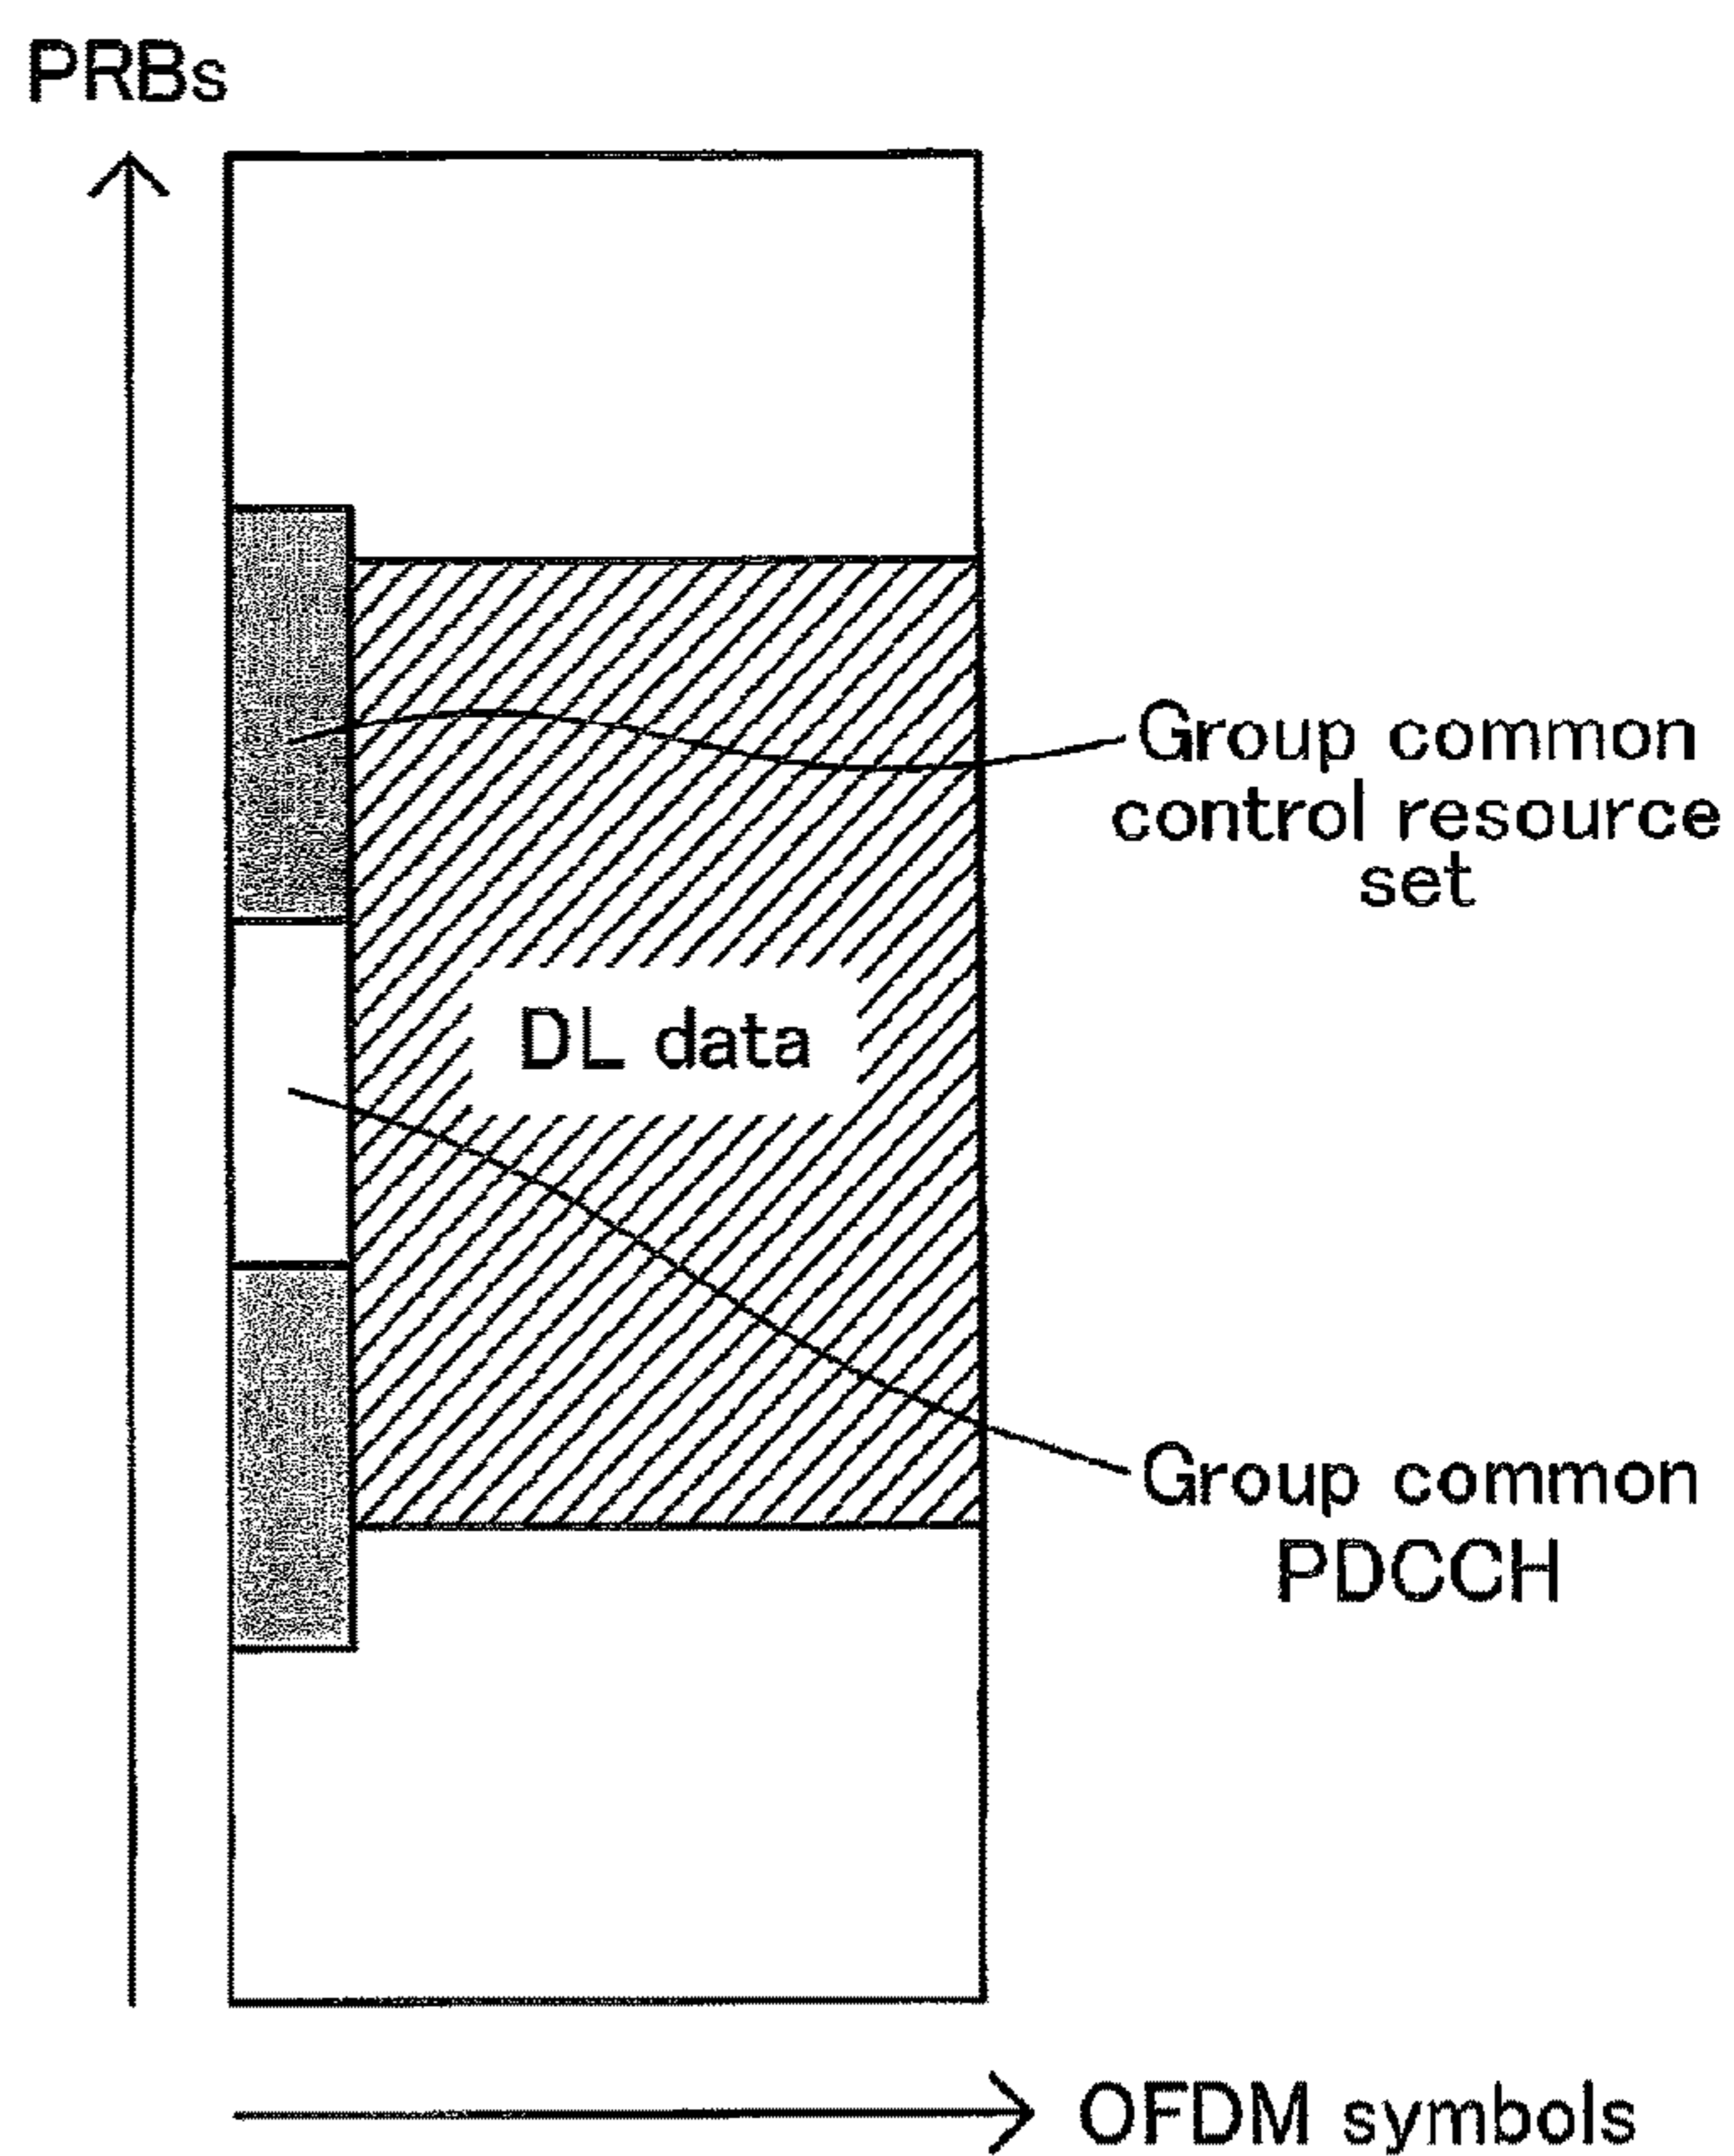 PRBs
Group common
control resource
set
DL data
Group common
PDCCH
OFDM symbols